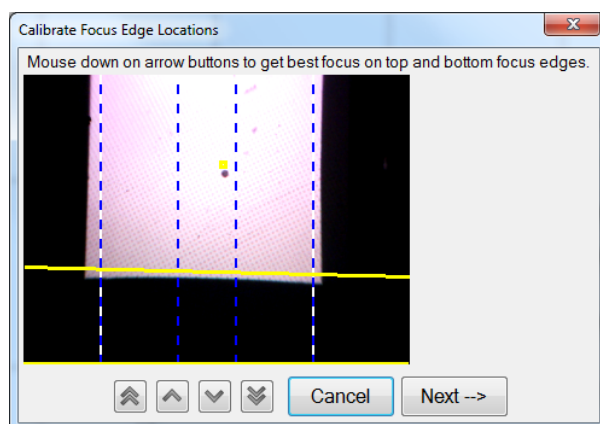 Calibrate Focus Edge Locations
Mouse down on arrow buttons to get best focus on top and bottom focus edges.
Cancel
Next -->